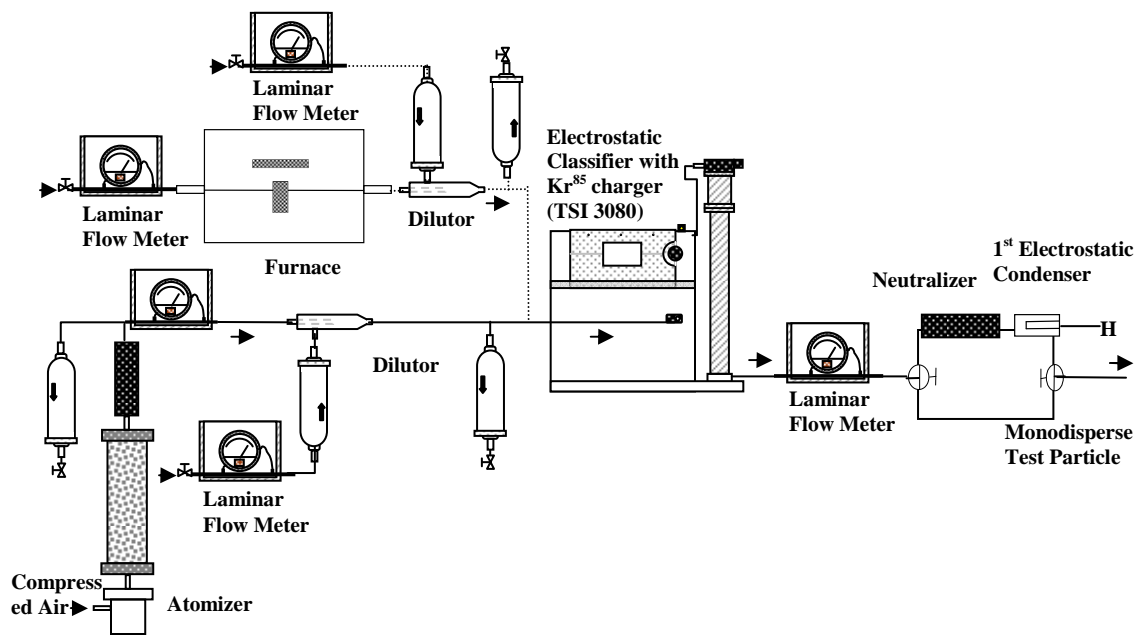 Laminar
Flow Meter
Laminar
Flow Meter
Furnace
Dilutor
Electrostatic
Classifier with
Kr⁸⁵ charger
(TSI 3080)
1ˢᵗ Electrostatic
Condenser
Neutralizer
H
Dilutor
Laminar
Flow Meter
Monodisperse
Test Particle
Laminar
Flow Meter
Compress
ed Air
Atomizer